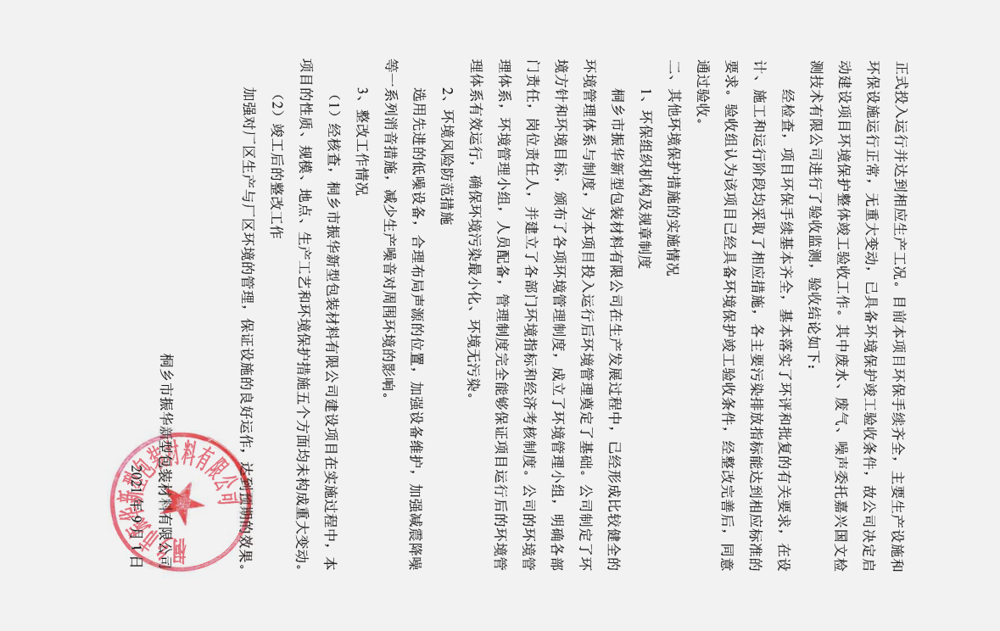 正式投入运行并达到相应生产工况。目前本项目环保手续齐全，主要生产设施和
环保设施运行正常，无重大变动，已具备环境保护竣工验收条件，故公司决定启
动建设项目环境保护整体竣工验收工作。其中废水、废气、噪声委托嘉兴国文检
测技术有限公司进行了验收监测，验收结论如下：
经检查，项目环保手续基本齐全，基本落实了环评和批复的有关要求，在设
计、施工和运行阶段均采取了相应措施，各主要污染排放指标能达到相应标准的
要求。验收组认为该项目已经具备环境保护竣工验收条件，经整改完善后，同意
通过验收。
二、其他环境保护措施的实施情况
1、环保组织机构及规章制度
桐乡市振华新型包装材料有限公司在生产发展过程中，已经形成比较健全的
环境管理体系与制度，为本项目投入运行后环境管理奠定了基础。公司制定了环
境方针和环境目标，颁布了各项环境管理制度，成立了环境管理小组，明确各部
门责任，岗位责任人，并建立了各部门环境指标和经济考核制度。公司的环境管
理体系，环境管理小组，人员配备，管理制度完全能够保证项目运行后的环境管
理体系有效运行，确保环境污染最小化、环境无污染。
2、环境风险防范措施
选用先进的低噪设备，合理布局声源的位置，加强设备维护，加强减震降噪
等一系列消音措施，减少生产噪音对周围环境的影响。
3、整改工作情况
（1）经核查，桐乡市振华新型包装材料有限公司建设项目在实施过程中，本
项目的性质、规模、地点、生产工艺和环境保护措施五个方面均未构成重大变动。
（2）竣工后的整改工作
加强对厂区生产与厂区环境的管理，保证设施的良好运作，达到预期的效果。
桐乡市振华新型包装材料有限公司
2021年9月1日
桐乡市振华新型包装材料有限公司